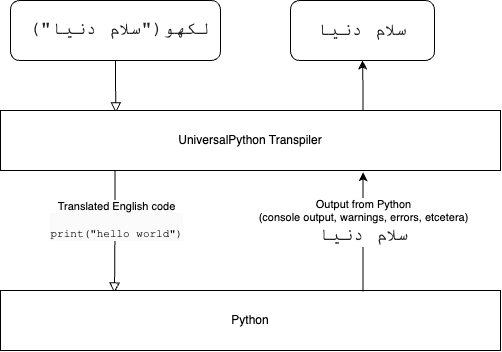 لکھو("سلام دنیا")
سلام دنیا
UniversalPython Transpiler
Translated English code
print("hello world")
Output from Python
(console output, warnings, errors, etcetera)
سلام دنیا
Python